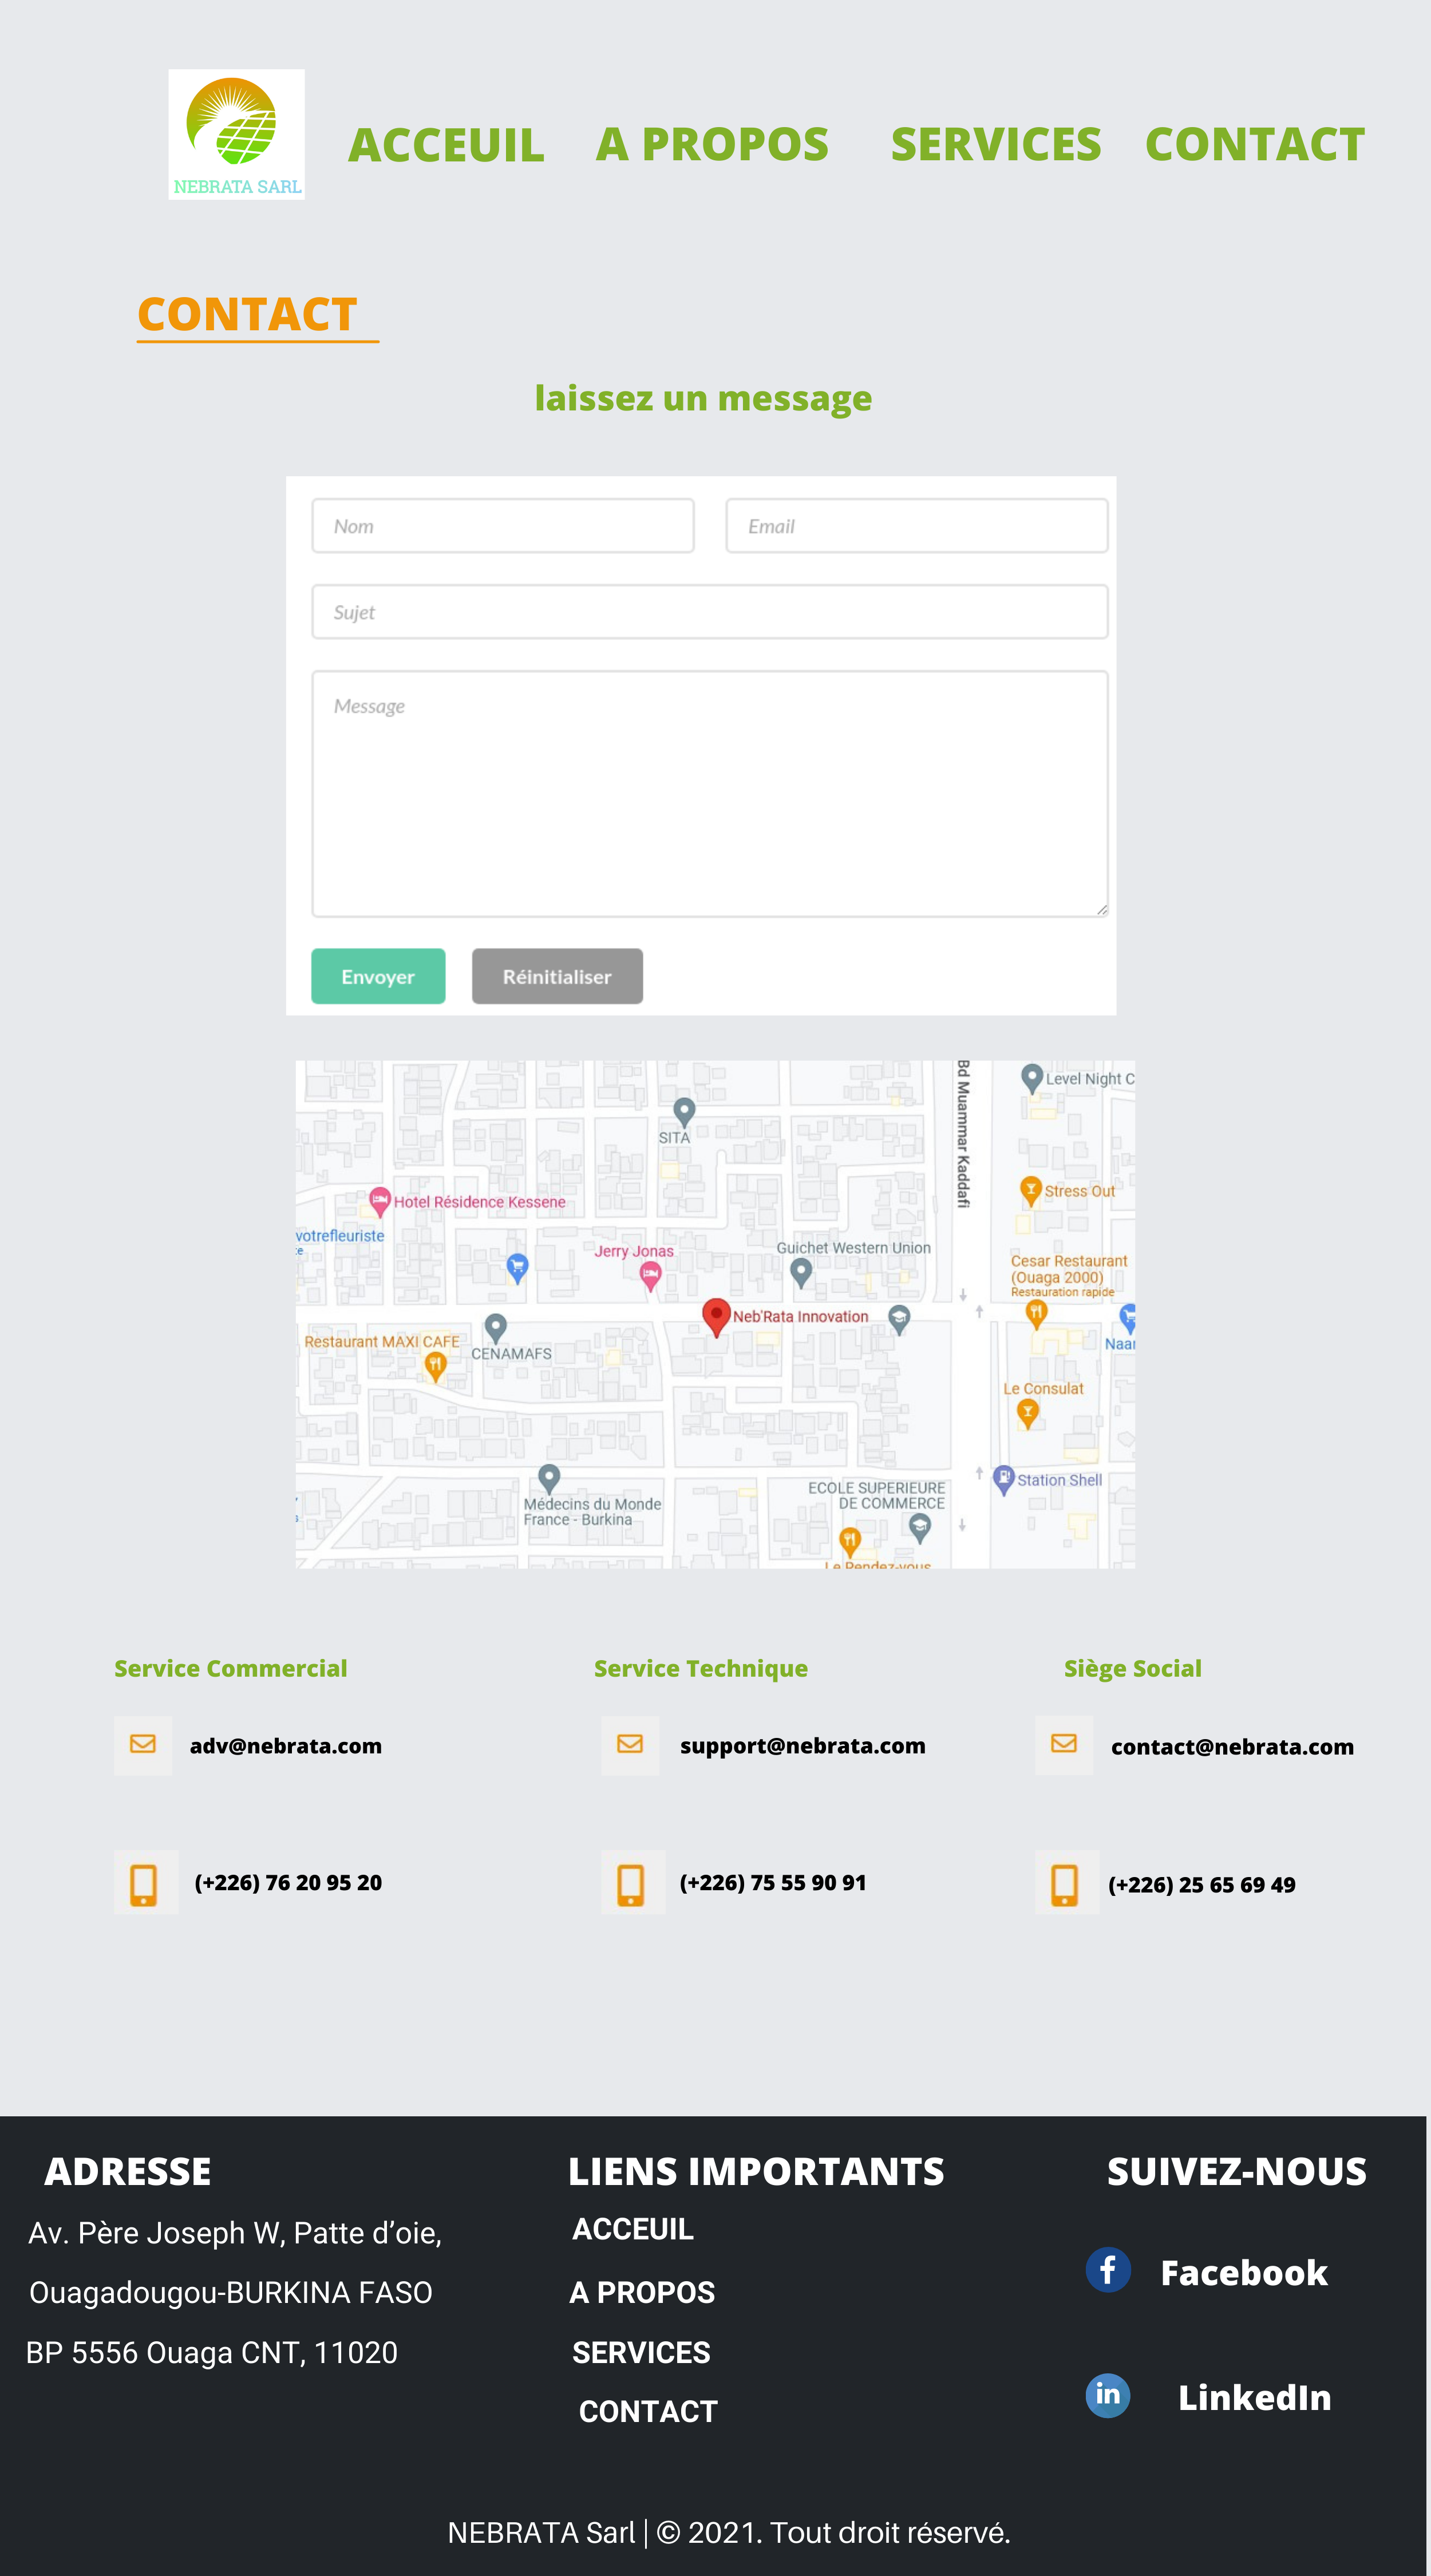 NEBRATA SARL
ACCEUIL
A PROPOS
SERVICES
CONTACT
CONTACT
laissez un message
Nom
Email
Sujet
Message
Envoyer
Réinitialiser
Bd Muammar Kaddafi
Level Night C
SITA
Stress Out
Hotel Résidence Kessene
votrefleuriste
te
Jerry Jonas
Guichet Western Union
Cesar Restaurant
(Ouaga 2000)
Restauration rapide
Neb'Rata Innovation
Restaurant MAXI CAFE
CENAMAFS
Naar
Le Consulat
Station Shell
ECOLE SUPERIEURE
DE COMMERCE
Médecins du Monde
France - Burkina
Le Rendez-vous
Service Commercial
Service Technique
Siège Social
adv@nebrata.com
support@nebrata.com
contact@nebrata.com
(+226) 76 20 95 20
(+226) 75 55 90 91
(+226) 25 65 69 49
ADRESSE
Av. Père Joseph W, Patte d’oie,
Ouagadougou-BURKINA FASO
BP 5556 Ouaga CNT, 11020
LIENS IMPORTANTS
ACCEUIL
A PROPOS
SERVICES
CONTACT
SUIVEZ-NOUS
Facebook
LinkedIn
NEBRATA Sarl | © 2021. Tout droit réservé.